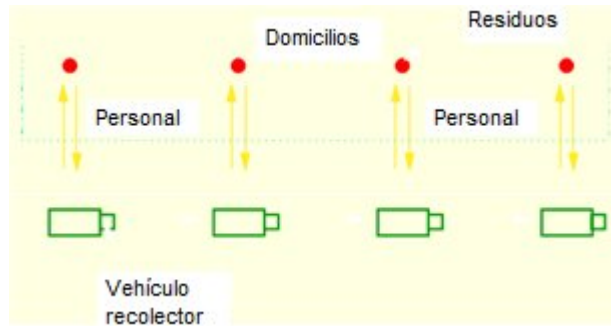 Residuos
Domicilios
Personal
Personal
Vehículo
recolector